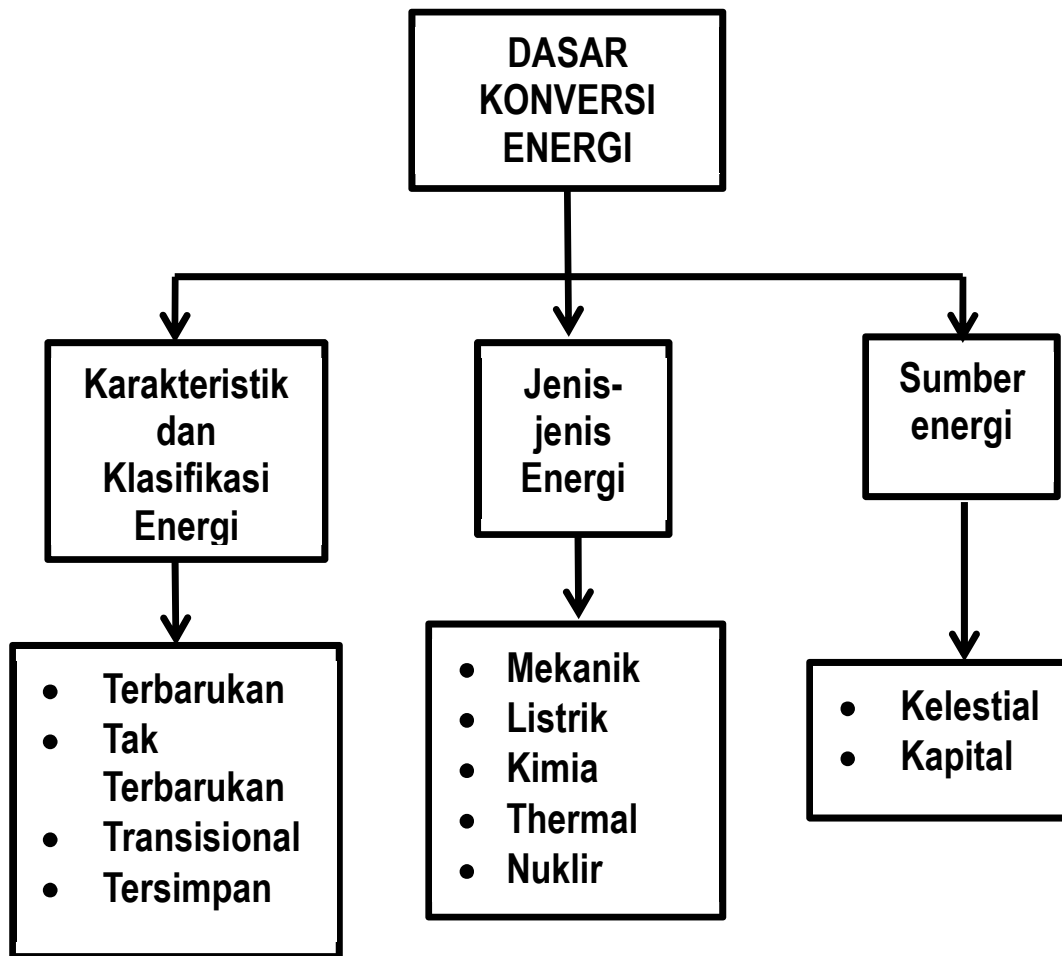 DASAR
KONVERSI
ENERGI
Karakteristik
dan
Klasifikasi
Energi
Jenis-
jenis
Energi
Sumber
energi
• Terbarukan
• Tak
Terbarukan
• Transisional
• Tersimpan
• Mekanik
• Listrik
• Kimia
• Thermal
• Nuklir
• Kelestial
• Kapital